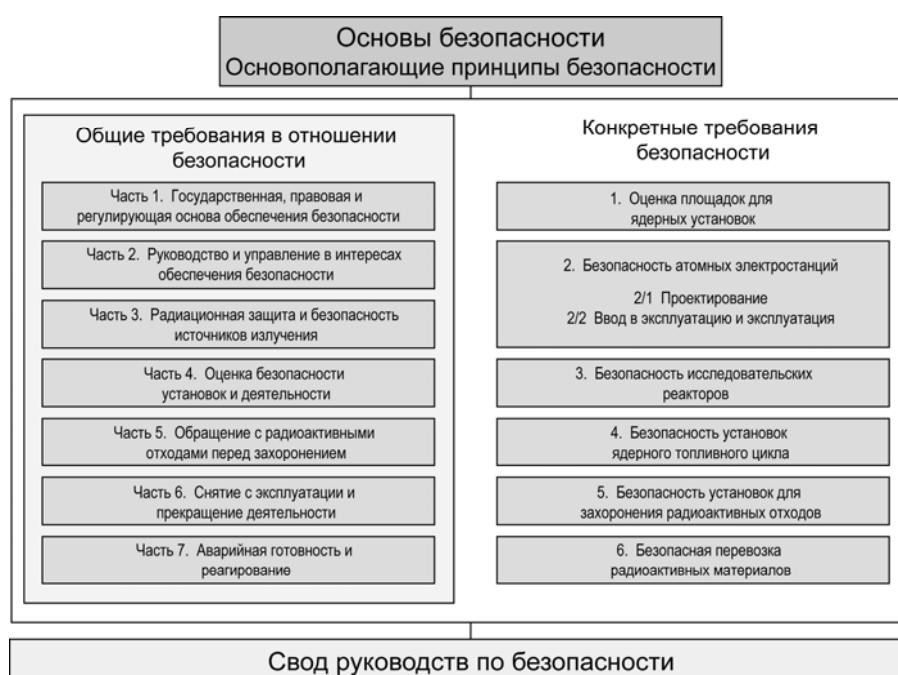 Основы безопасности
Основополагающие принципы безопасности
Общие требования в отношении
безопасности
Часть 1. Государственная, правовая и
регулирующая основа обеспечения безопасности
Часть 2. Руководство и управление в интересах
обеспечения безопасности
Часть 3. Радиационная защита и безопасность
источников излучения
Часть 4. Оценка безопасности
установок и деятельности
Часть 5. Обращение с радиоактивными
отходами перед захоронением
Часть 6. Снятие с эксплуатации и
прекращение деятельности
Часть 7. Аварийная готовность и
реагирование
Конкретные требования
безопасности
1. Оценка площадок для
ядерных установок
2. Безопасность атомных электростанций
2/1 Проектирование
2/2 Ввод в эксплуатацию и эксплуатация
3. Безопасность исследовательских
реакторов
4. Безопасность установок
ядерного топливного цикла
5. Безопасность установок для
захоронения радиоактивных отходов
6. Безопасная перевозка
радиоактивных материалов
Свод руководств по безопасности